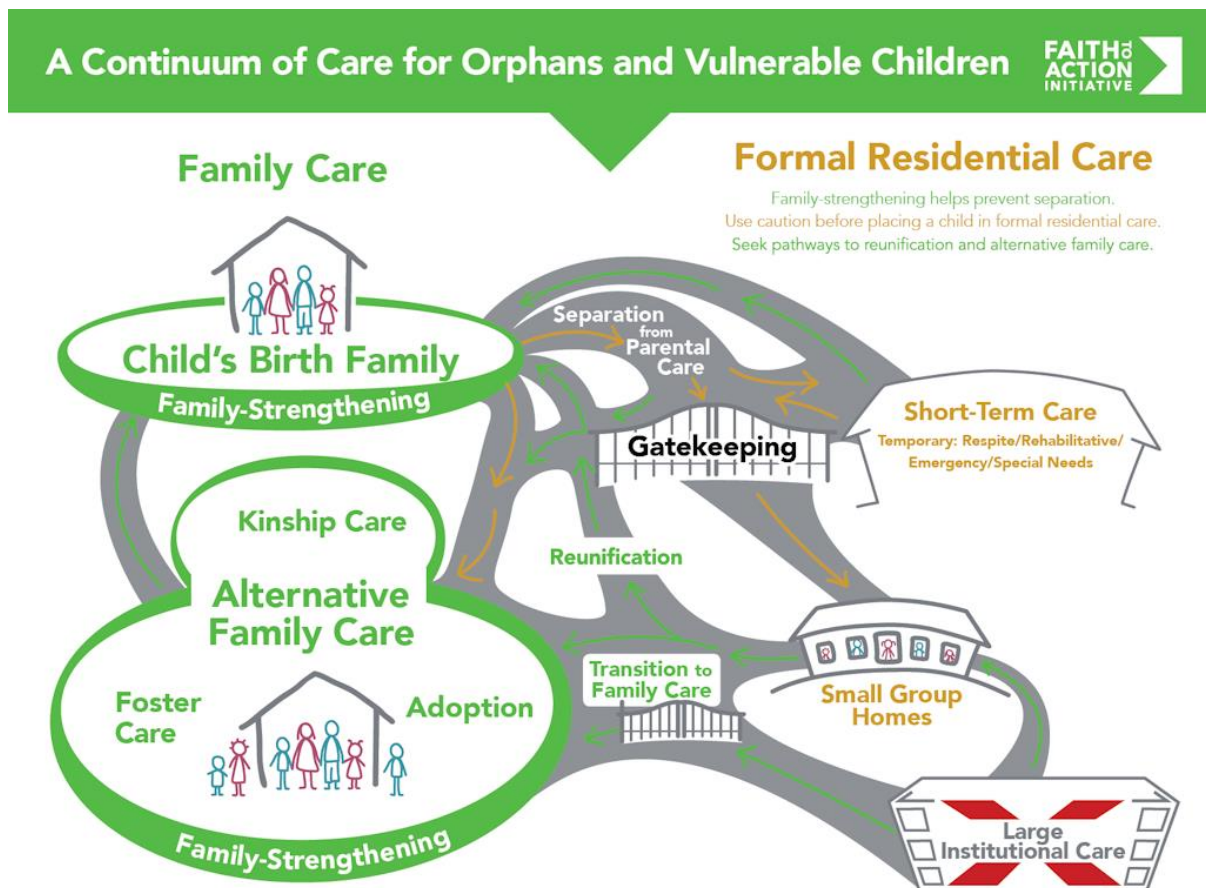 A Continuum of Care for Orphans and Vulnerable Children
FAITH TO
ACTION
INITIATIVE
Family Care
Formal Residential Care
Family-strengthening helps prevent separation.
Use caution before placing a child in formal residential care.
Seek pathways to reunification and alternative family care.
Child's Birth Family
Family-Strengthening
Separation
from
Parental
Care
Gatekeeping
Short-Term Care
Temporary: Respite/Rehabilitative/
Emergency/Special Needs
Kinship Care
Reunification
Alternative
Family Care
Foster
Care
Adoption
Transition to
Family Care
Small Group
Homes
Family-Strengthening
Large
Institutional Care